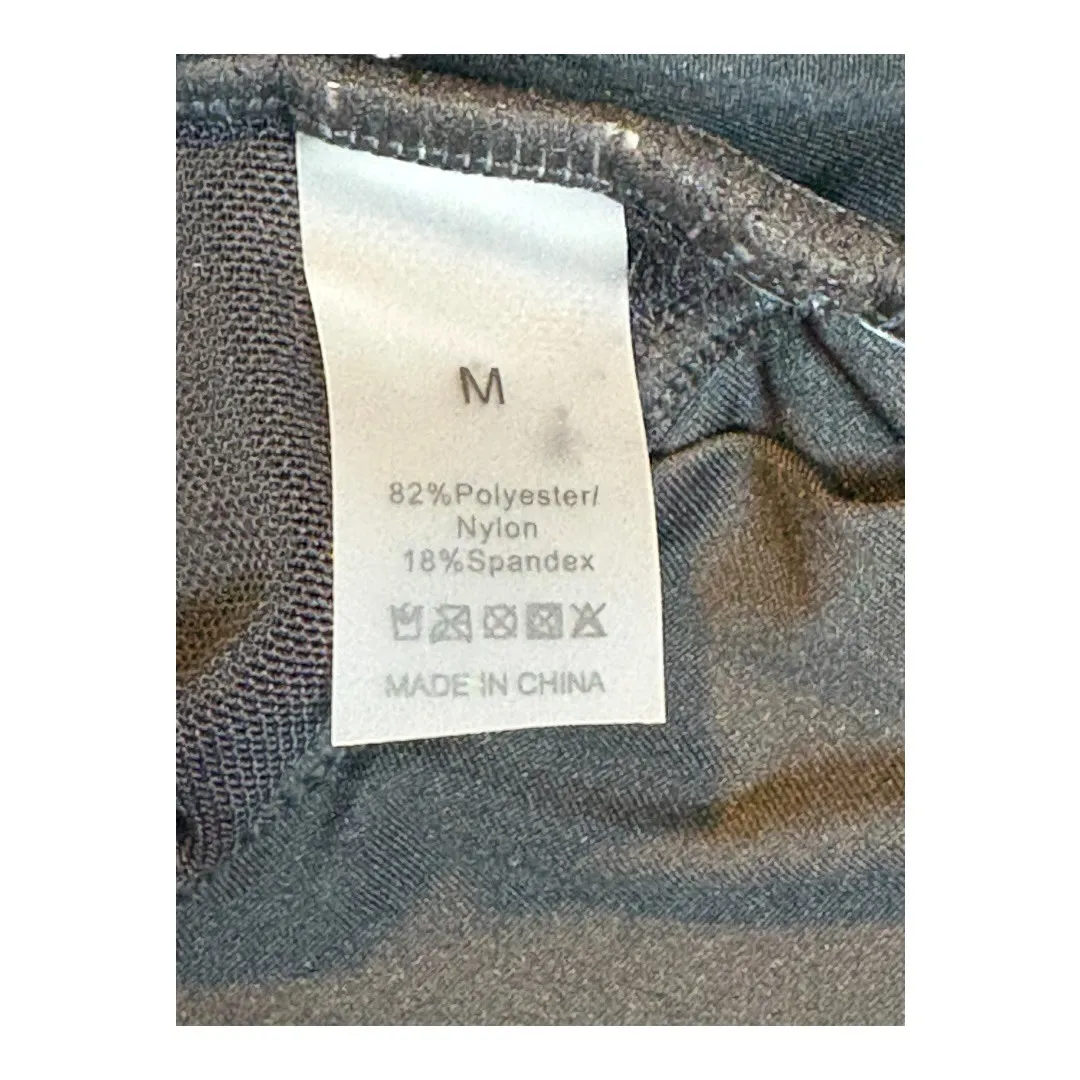 M
82%Polyester/
Nylon
18%Spandex
MADE IN CHINA